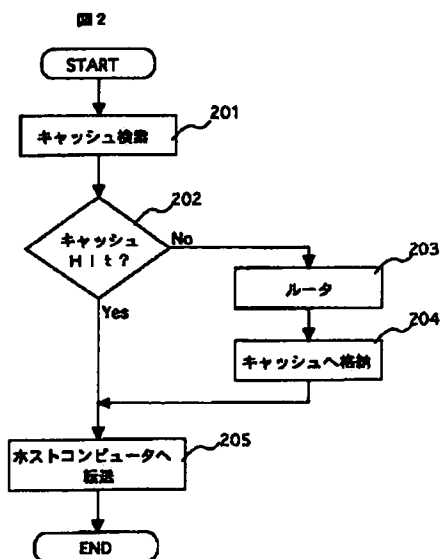 図2
START
キャッシュ検索
201
キャッシュ
Hit?
202
No
Yes
ルータ
203
キャッシュへ格納
204
ホストコンピュータへ
転送
205
END